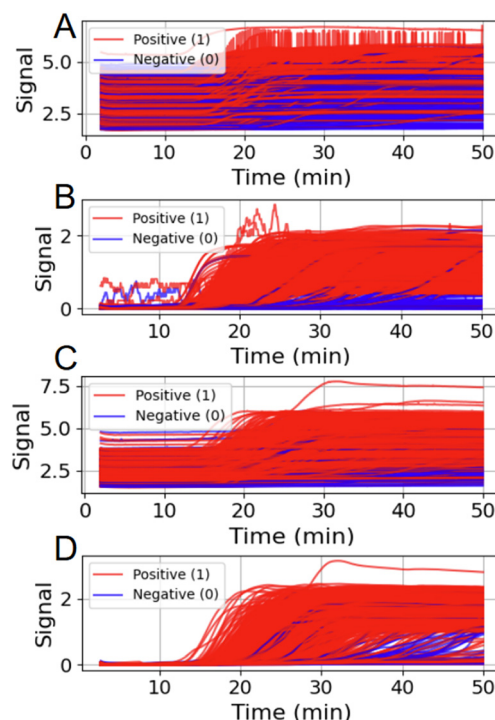 A
Signal
Positive (1)
Negative (0)
5.0
2.5
0 10 20 30 40 50
Time (min)
B
Signal
Positive (1)
Negative (0)
2
0
10 20 30 40 50
Time (min)
C
Signal
7.5
Positive (1)
Negative (0)
5.0
2.5
0 10 20 30 40 50
Time (min)
D
Signal
Positive (1)
Negative (0)
2
0
10 20 30 40 50
Time (min)